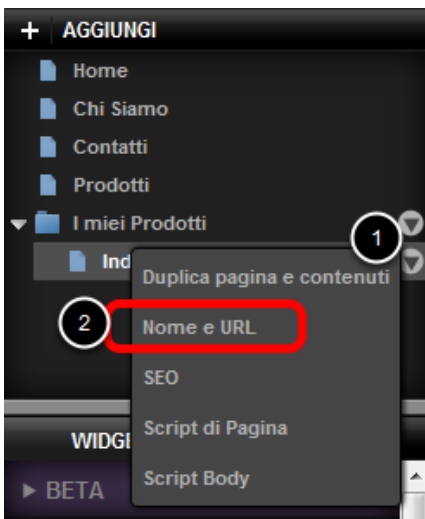 + AGGIUNGI
Home
Chi Siamo
Contatti
Prodotti
I miei Prodotti
1
Ind
Duplica pagina e contenuti
2
Nome e URL
SEO
Script di Pagina
WIDGE
Script Body
BETA